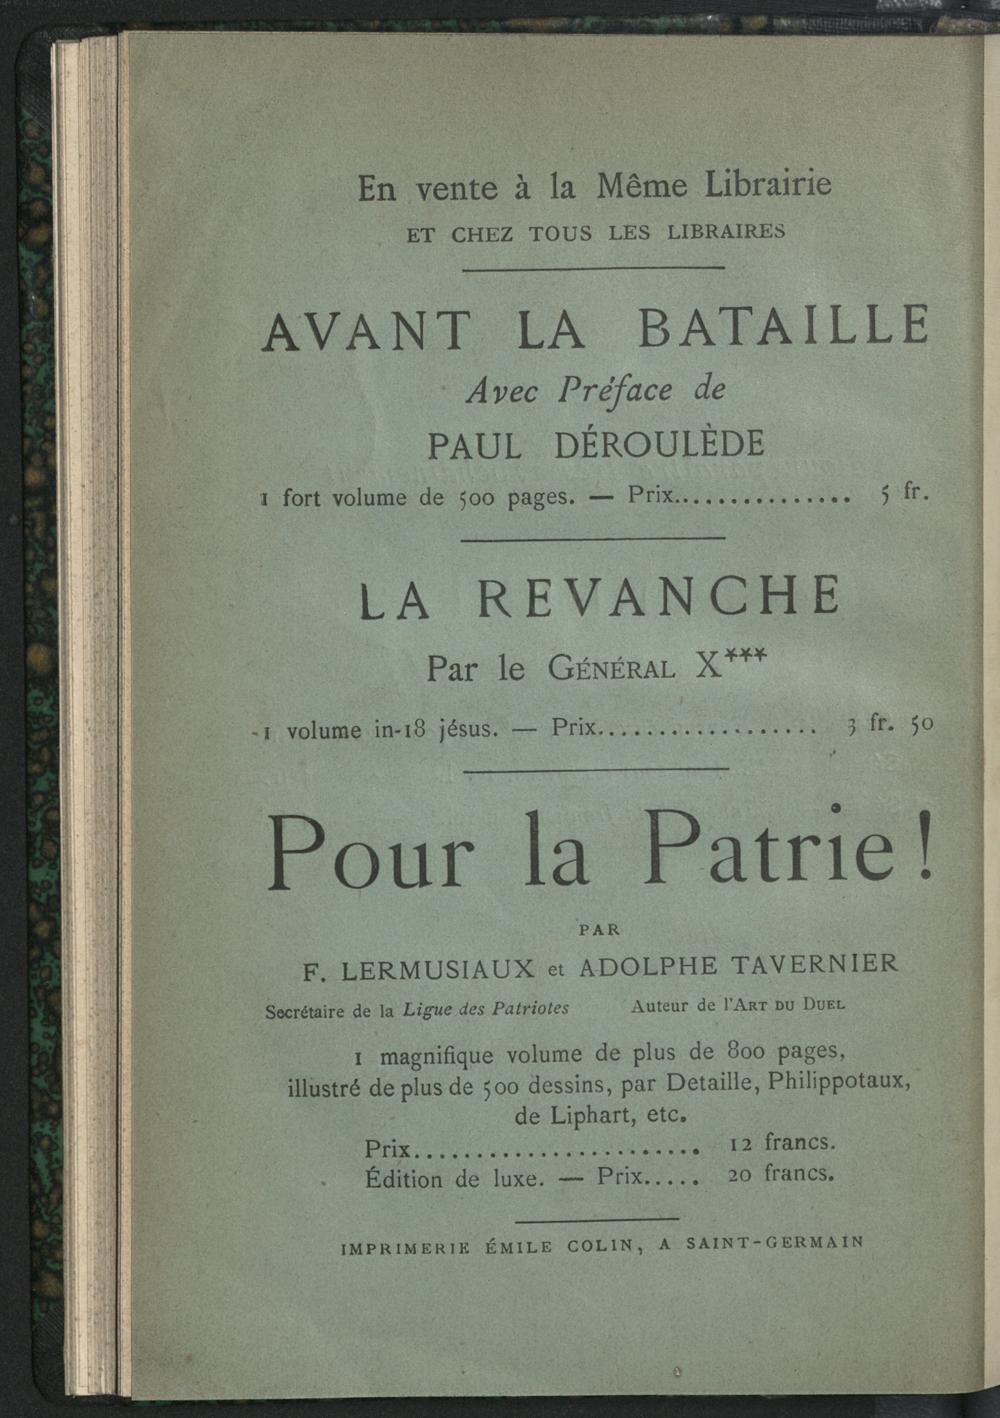 En vente à la Même Librairie
ET CHEZ TOUS LES LIBRAIRES
AVANT LA BATAILLE
Avec Préface de
PAUL DÉROULÈDE
1 fort volume de 500 pages. — Prix............... 5 fr.
LA REVANCHE
Par le GÉNÉRAL X***
1 volume in-18 jésus. — Prix................... 3 fr. 50
Pour la Patrie !
PAR
F. LERMUSIAUX et ADOLPHE TAVERNIER
Secrétaire de la Ligue des Patriotes Auteur de l'ART DU DUEL
1 magnifique volume de plus de 800 pages,
illustré de plus de 500 dessins, par Detaille, Philippotaux,
de Liphart, etc.
Prix........................ 12 francs.
Édition de luxe. — Prix..... 20 francs.
IMPRIMERIE ÉMILE COLIN, A SAINT-GERMAIN